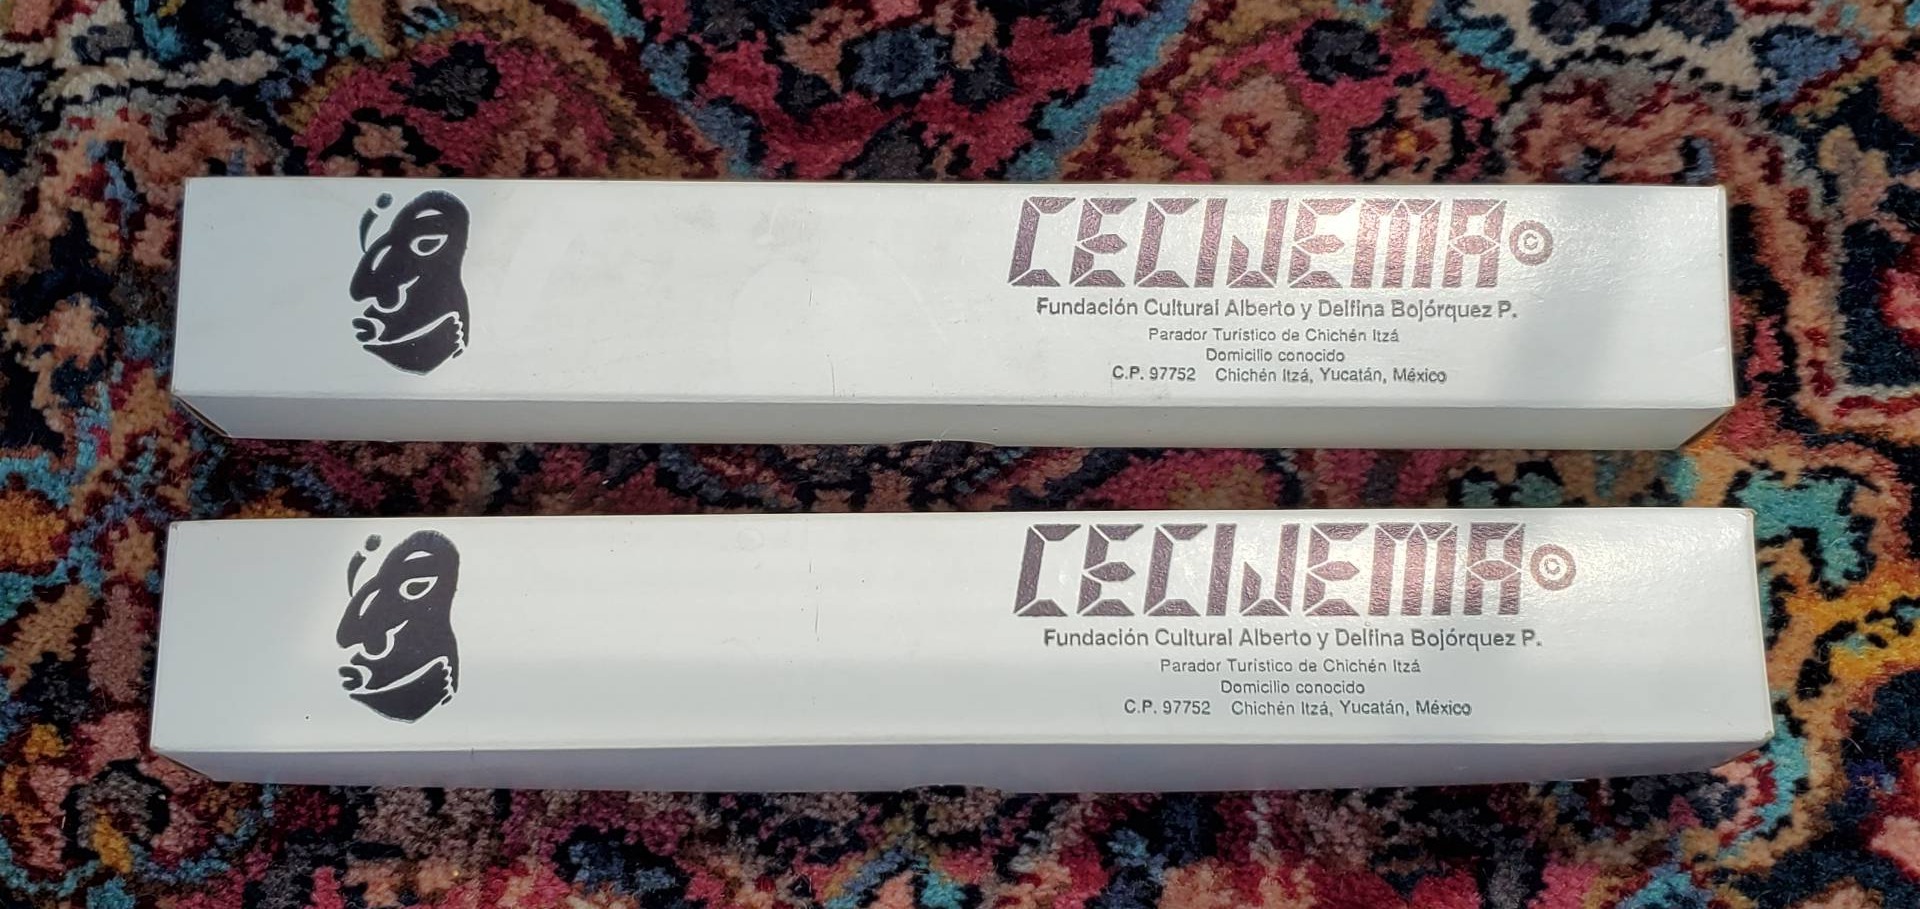 CECIJEMA©
Fundación Cultural Alberto y Delfina Bojórquez P.
Parador Turístico de Chichén Itzá
Domicilio conocido
C.P. 97752 Chichén Itzá, Yucatán, México
CECIJEMA©
Fundación Cultural Alberto y Delfina Bojórquez P.
Parador Turístico de Chichén Itzá
Domicilio conocido
C.P. 97752 Chichén Itzá, Yucatán, México